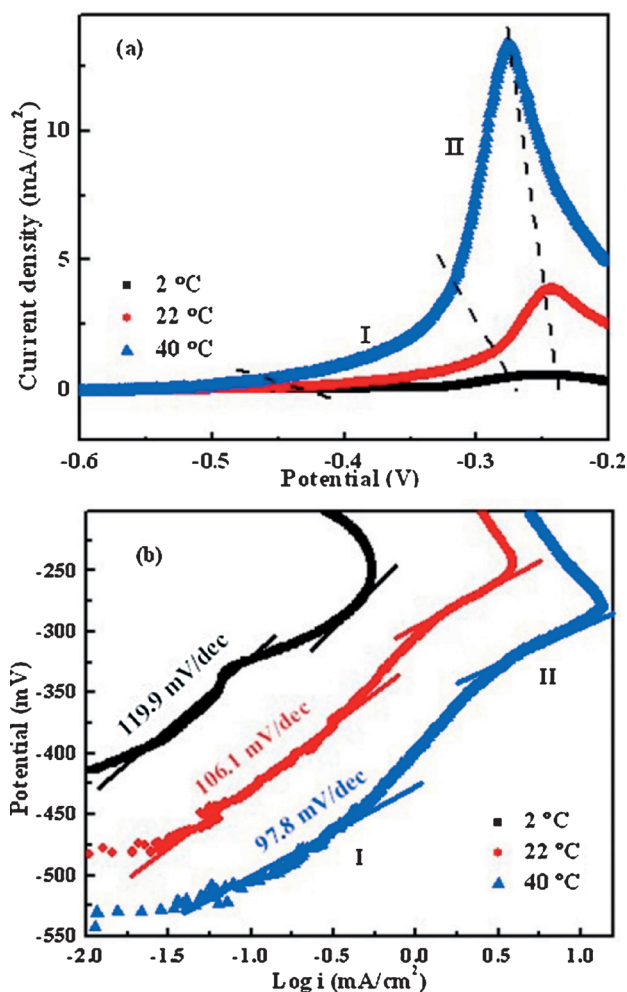 (a)
Current density (mA/cm²)
10
5
0
II
I
2 °C
22 °C
40 °C
-0.6
-0.5
-0.4
-0.3
-0.2
Potential (V)
(b)
Potential (mV)
-250
-300
-350
-400
-450
-500
-550
119.9 mV/dec
106.1 mV/dec
97.8 mV/dec
II
I
2 °C
22 °C
40 °C
-2.0
-1.5
-1.0
-0.5
0.0
0.5
1.0
Log i (mA/cm²)